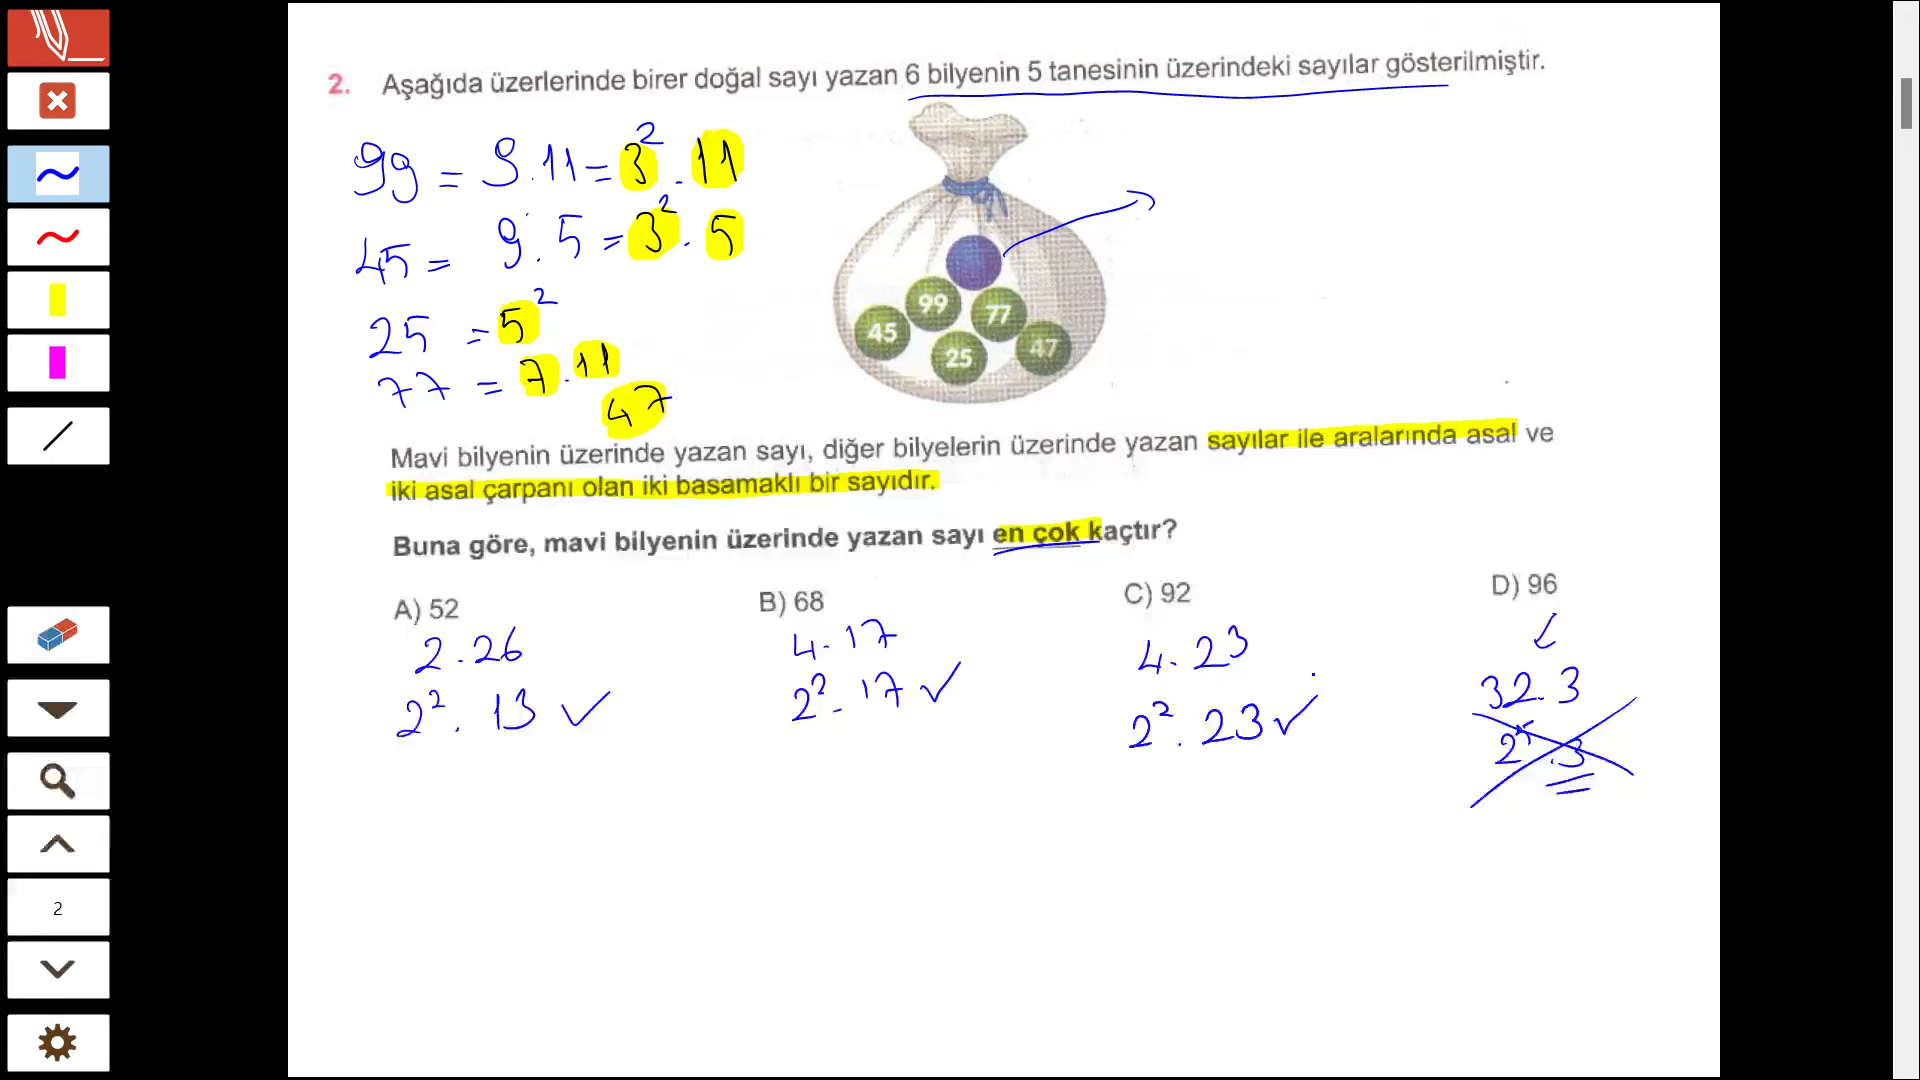 2. Aşağıda üzerlerinde birer doğal sayı yazan 6 bilyenin 5 tanesinin üzerindeki sayılar gösterilmiştir.
99 = 9.11 = 3². 11
45 = 9.5 = 3². 5
25 = 5²
77 = 7.11
47
99
77
45
25
47
Mavi bilyenin üzerinde yazan sayı, diğer bilyelerin üzerinde yazan sayılar ile aralarında asal ve
iki asal çarpanı olan iki basamaklı bir sayıdır.
Buna göre, mavi bilyenin üzerinde yazan sayı en çok kaçtır?
A) 52 B) 68 C) 92 D) 96
2.26 4.17 4.23 32.3
2². 13 ✓ 2². 17 ✓ 2². 23 ✓ 2⁵.3
2